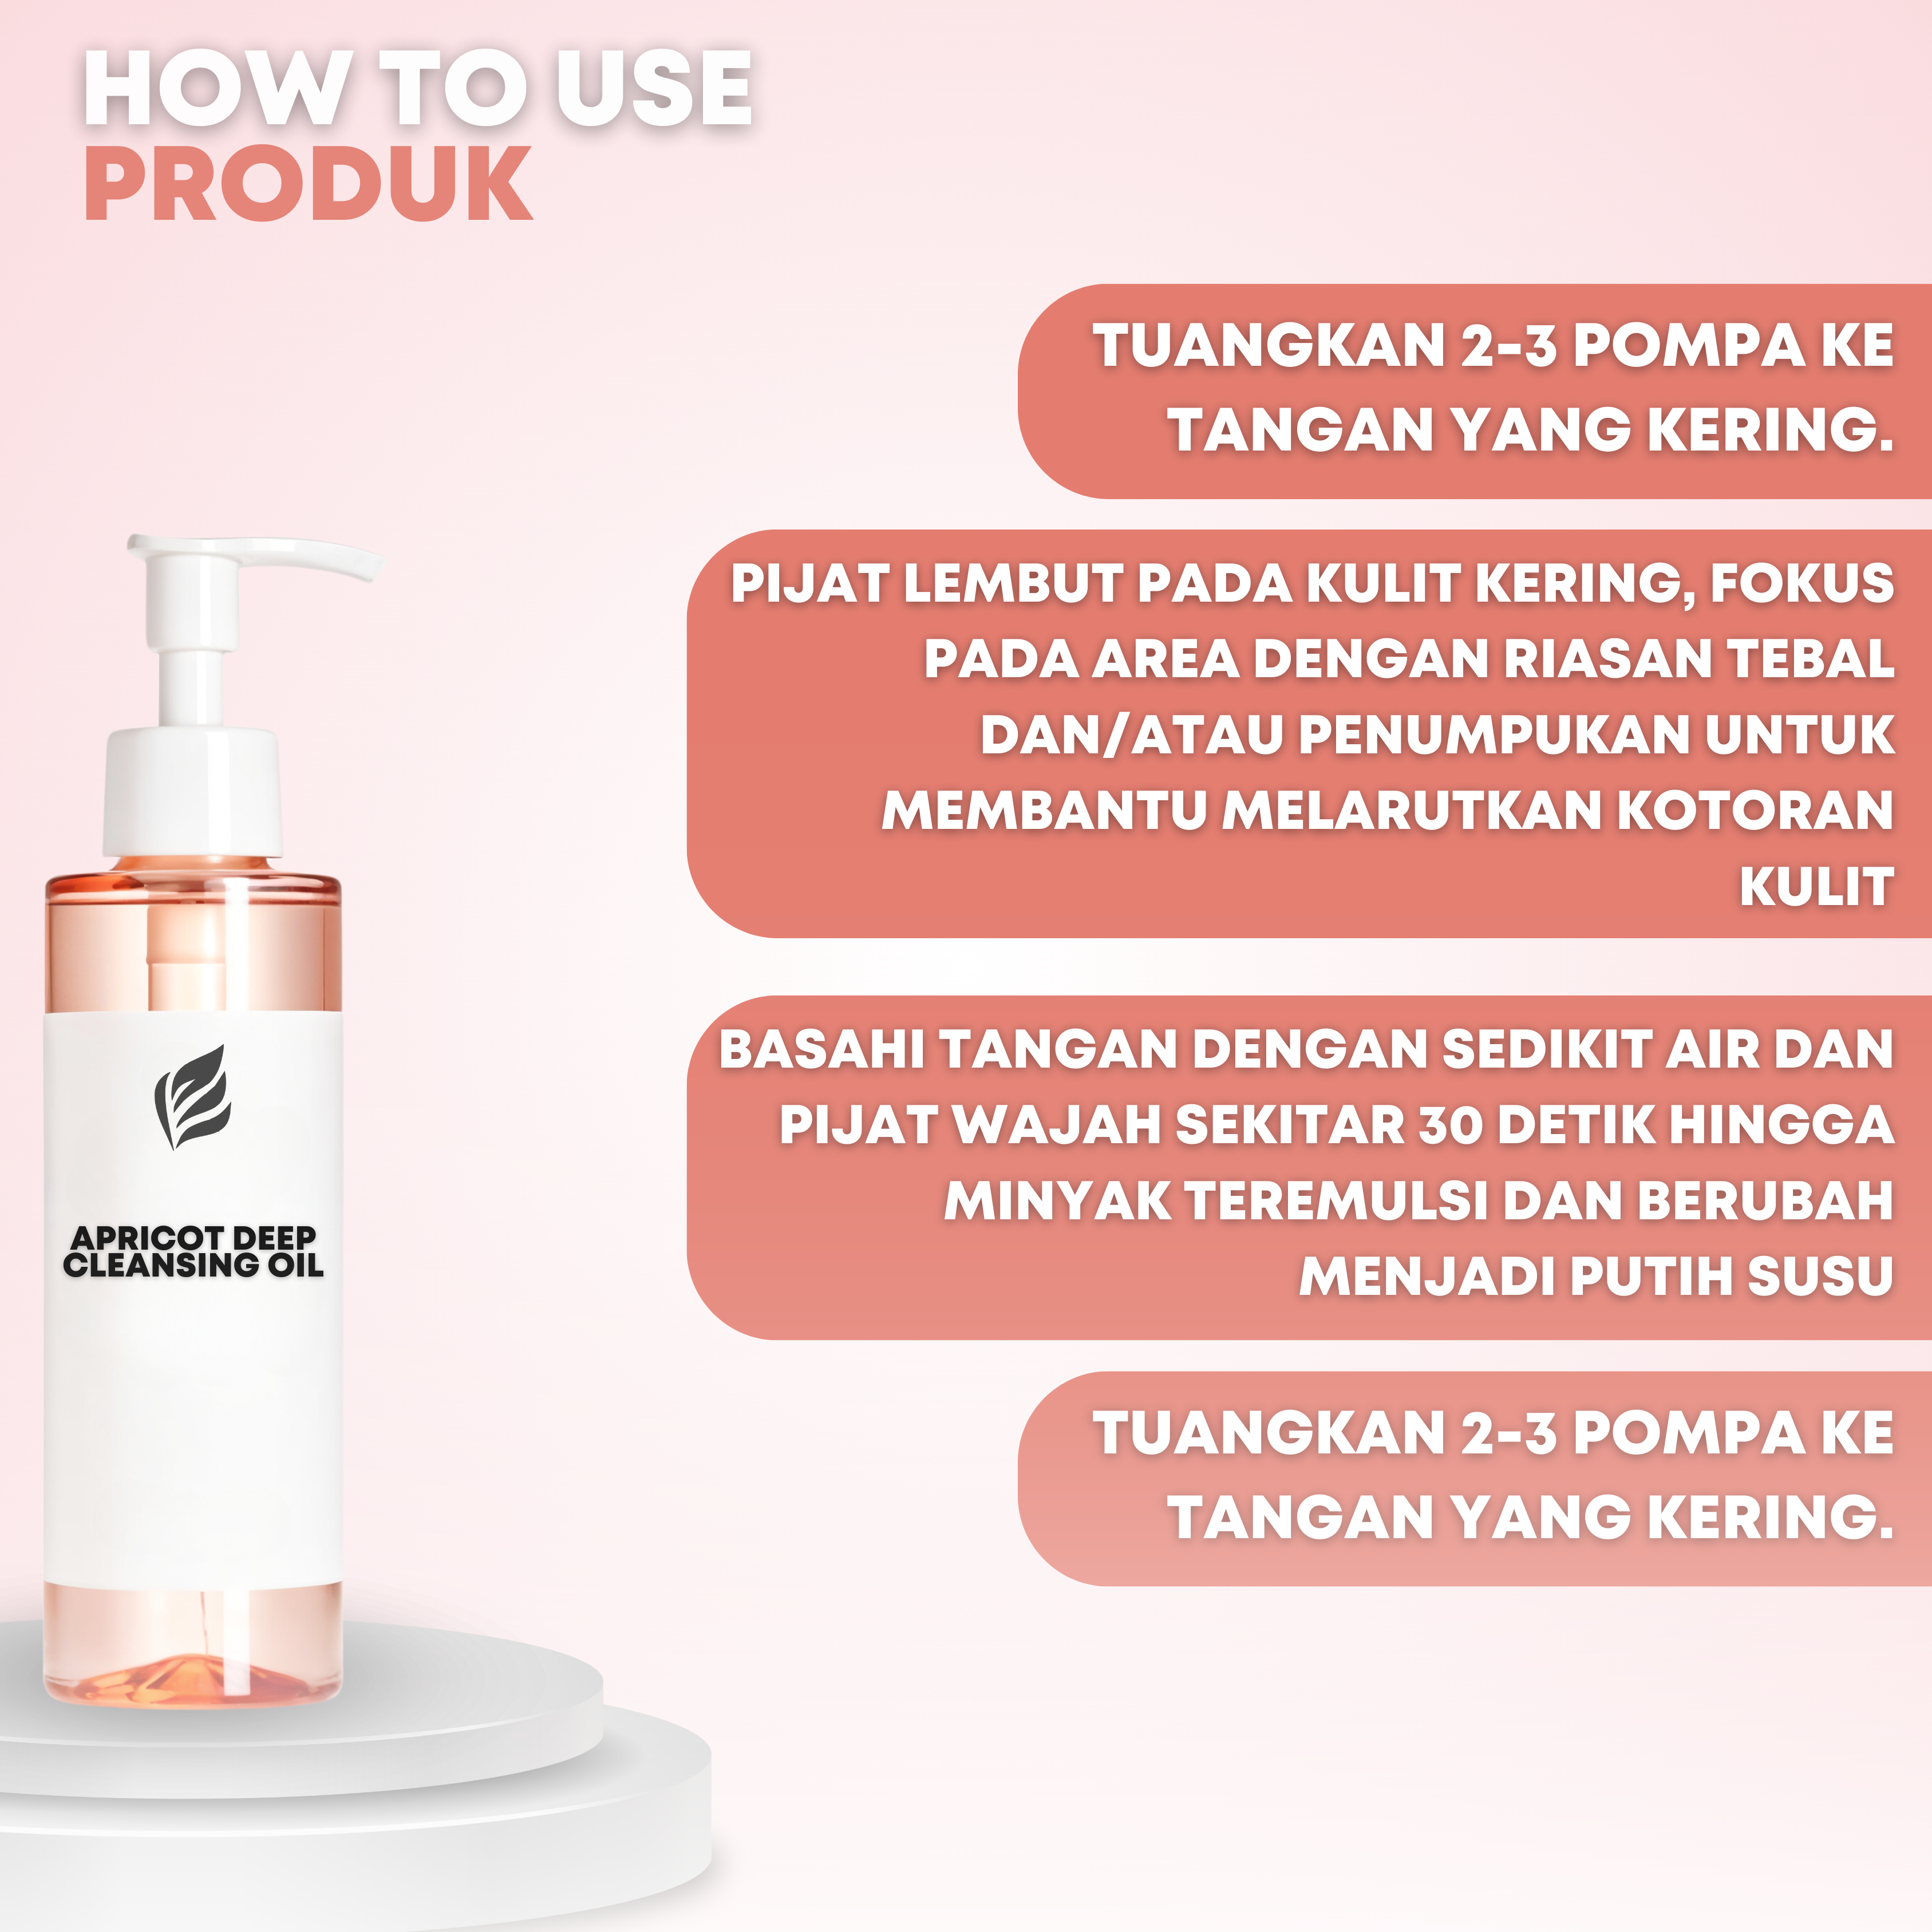 HOW TO USE
PRODUK
TUANGKAN 2-3 POMPA KE
TANGAN YANG KERING.
PIJAT LEMBUT PADA KULIT KERING, FOKUS
PADA AREA DENGAN RIASAN TEBAL
DAN/ATAU PENUMPUKAN UNTUK
MEMBANTU MELARUTKAN KOTORAN
KULIT
BASAHI TANGAN DENGAN SEDIKIT AIR DAN
PIJAT WAJAH SEKITAR 30 DETIK HINGGA
MINYAK TEREMULSI DAN BERUBAH
MENJADI PUTIH SUSU
TUANGKAN 2-3 POMPA KE
TANGAN YANG KERING.
APRICOT DEEP
CLEANSING OIL